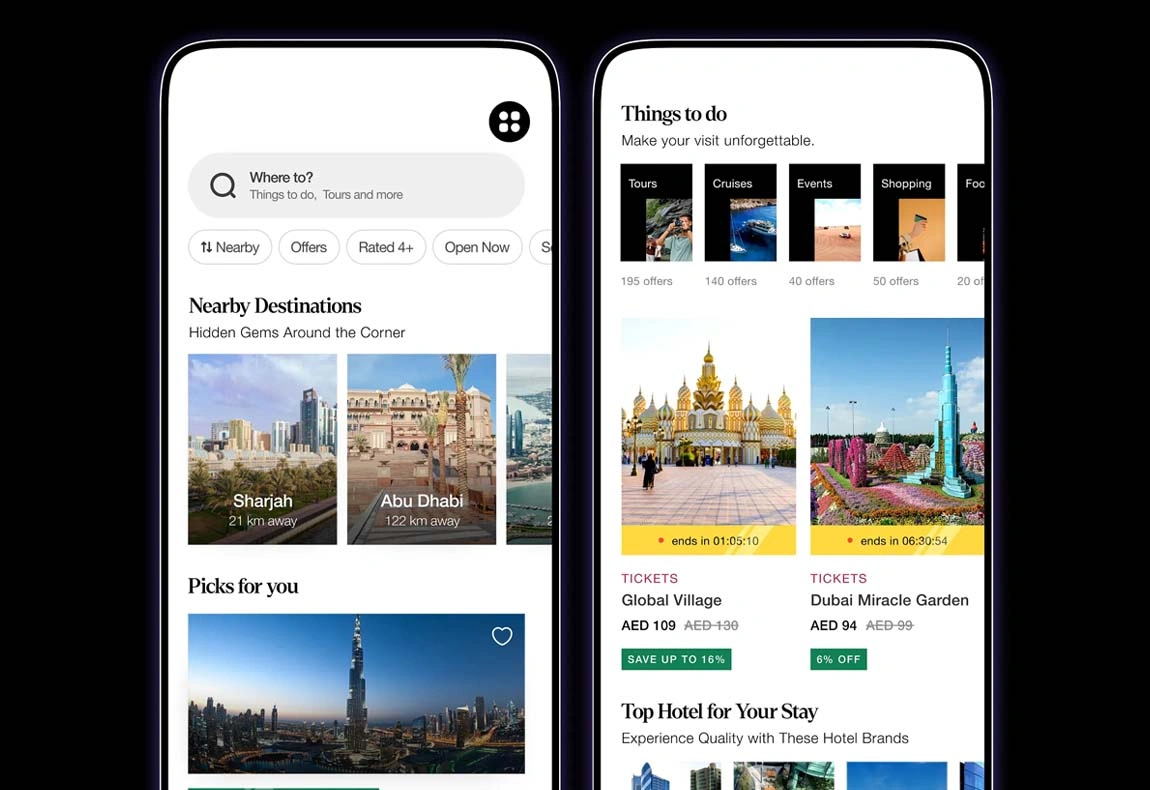 Where to?
Things to do, Tours and more
Nearby
Offers
Rated 4+
Open Now
Nearby Destinations
Hidden Gems Around the Corner
Sharjah
21 km away
Abu Dhabi
122 km away
Picks for you
Things to do
Make your visit unforgettable.
Tours
Cruises
Events
Shopping
195 offers
140 offers
40 offers
50 offers
20
ends in 01:05:10
ends in 06:30:54
TICKETS
TICKETS
Global Village
Dubai Miracle Garden
AED 109 AED 130
AED 94 AED 99
SAVE UP TO 16%
6% OFF
Top Hotel for Your Stay
Experience Quality with These Hotel Brands